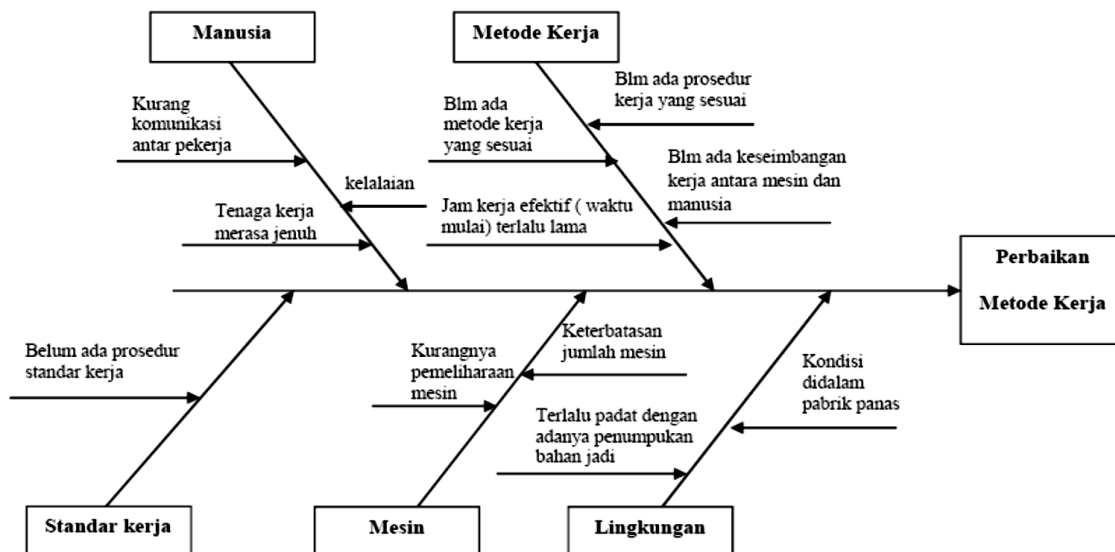 Manusia
Metode Kerja
Kurang
komunikasi
antar pekerja
kelalaian
Tenaga kerja
merasa jenuh
Blm ada
metode kerja
yang sesuai
Blm ada prosedur
kerja yang sesuai
Blm ada keseimbangan
kerja antara mesin dan
manusia
Jam kerja efektif ( waktu
mulai) terlalu lama
Perbaikan
Metode Kerja
Belum ada prosedur
standar kerja
Kurangnya
pemeliharaan
mesin
Keterbatasan
jumlah mesin
Terlalu padat dengan
adanya penumpukan
bahan jadi
Kondisi
didalam
pabrik panas
Standar kerja
Mesin
Lingkungan